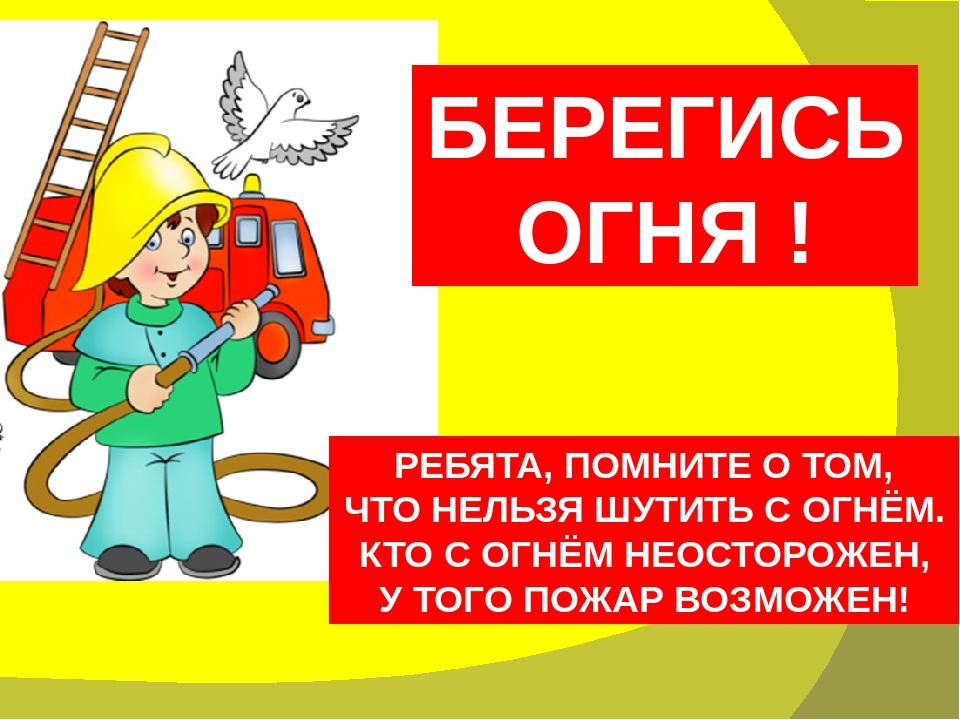 БЕРЕГИСЬ
ОГНЯ !
РЕБЯТА, ПОМНИТЕ О ТОМ,
ЧТО НЕЛЬЗЯ ШУТИТЬ С ОГНЁМ.
КТО С ОГНЁМ НЕОСТОРОЖЕН,
У ТОГО ПОЖАР ВОЗМОЖЕН!